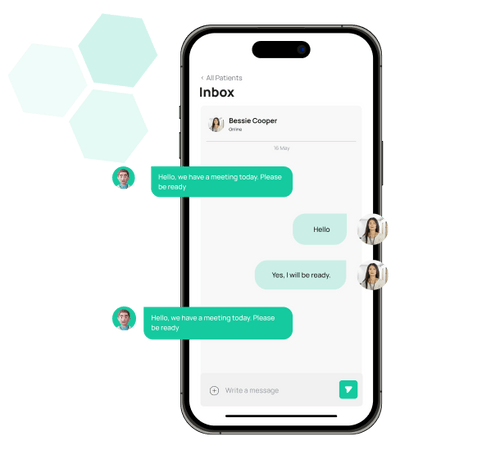 ‹ All Patients
Inbox
Bessie Cooper
Online
16 May
Hello, we have a meeting today. Please
be ready
Hello
Yes, I will be ready.
Hello, we have a meeting today. Please
be ready
Write a message